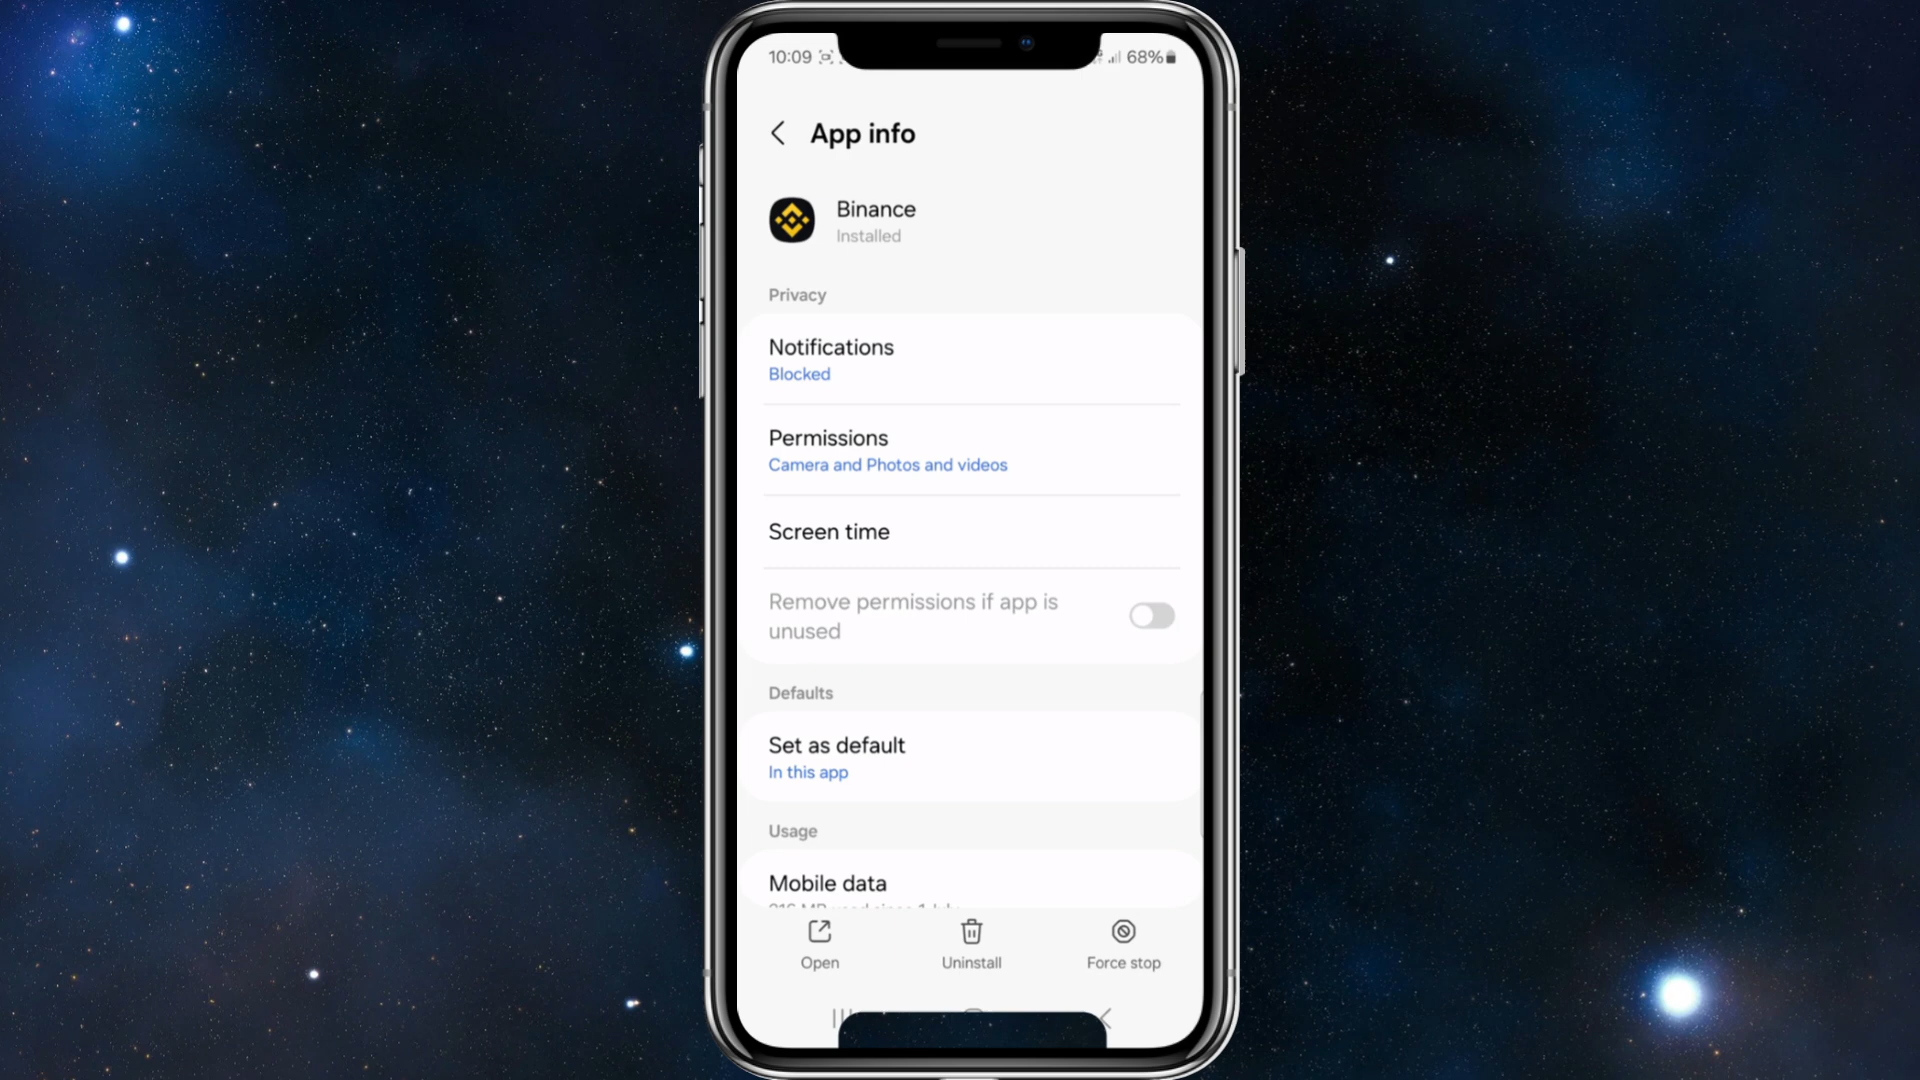 10:09
68%
App info
Binance
Installed
Privacy
Notifications
Blocked
Permissions
Camera and Photos and videos
Screen time
Remove permissions if app is
unused
Defaults
Set as default
In this app
Usage
Mobile data
Open
Uninstall
Force stop